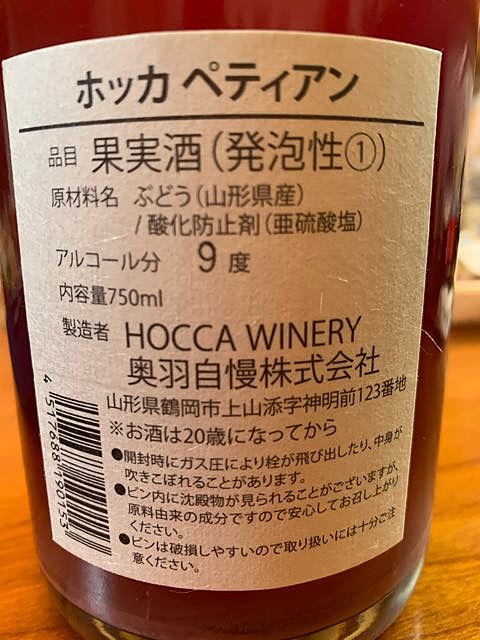 ホッカ ペティアン
品目 果実酒(発泡性①)
原材料名 ぶどう(山形県産)
/酸化防止剤(亜硫酸塩)
アルコール分 9度
内容量750ml
製造者 HOCCA WINERY
奥羽自慢株式会社
山形県鶴岡市上山添字神明前123番地
※お酒は20歳になってから
●開封時にガス圧により栓が飛び出したり、中身が
吹きこぼれることがあります。
●ビン内に沈殿物が見られることがございますが、
原料由来の成分ですので安心してお召し上がり
ください。
●ビンは破損しやすいので取り扱いには十分ご注
意ください。
4 517688 190153